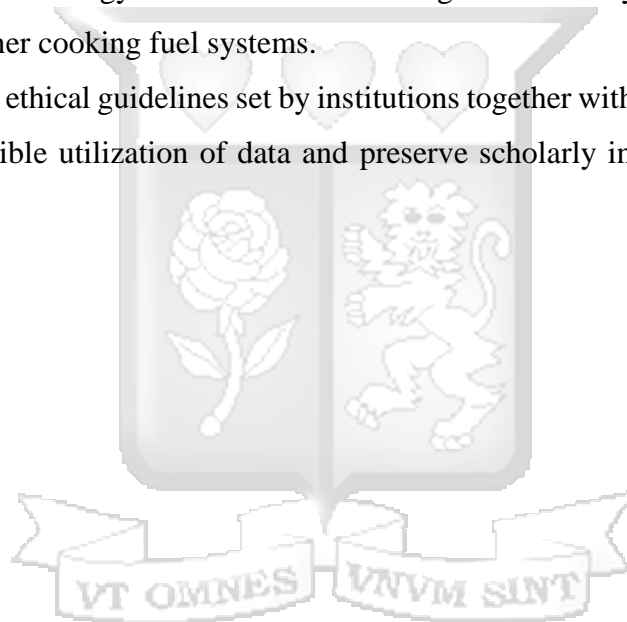 ner cooking fuel systems.
ethical guidelines set by institutions together with
ible utilization of data and preserve scholarly in
VT OMNES VNVM SINT